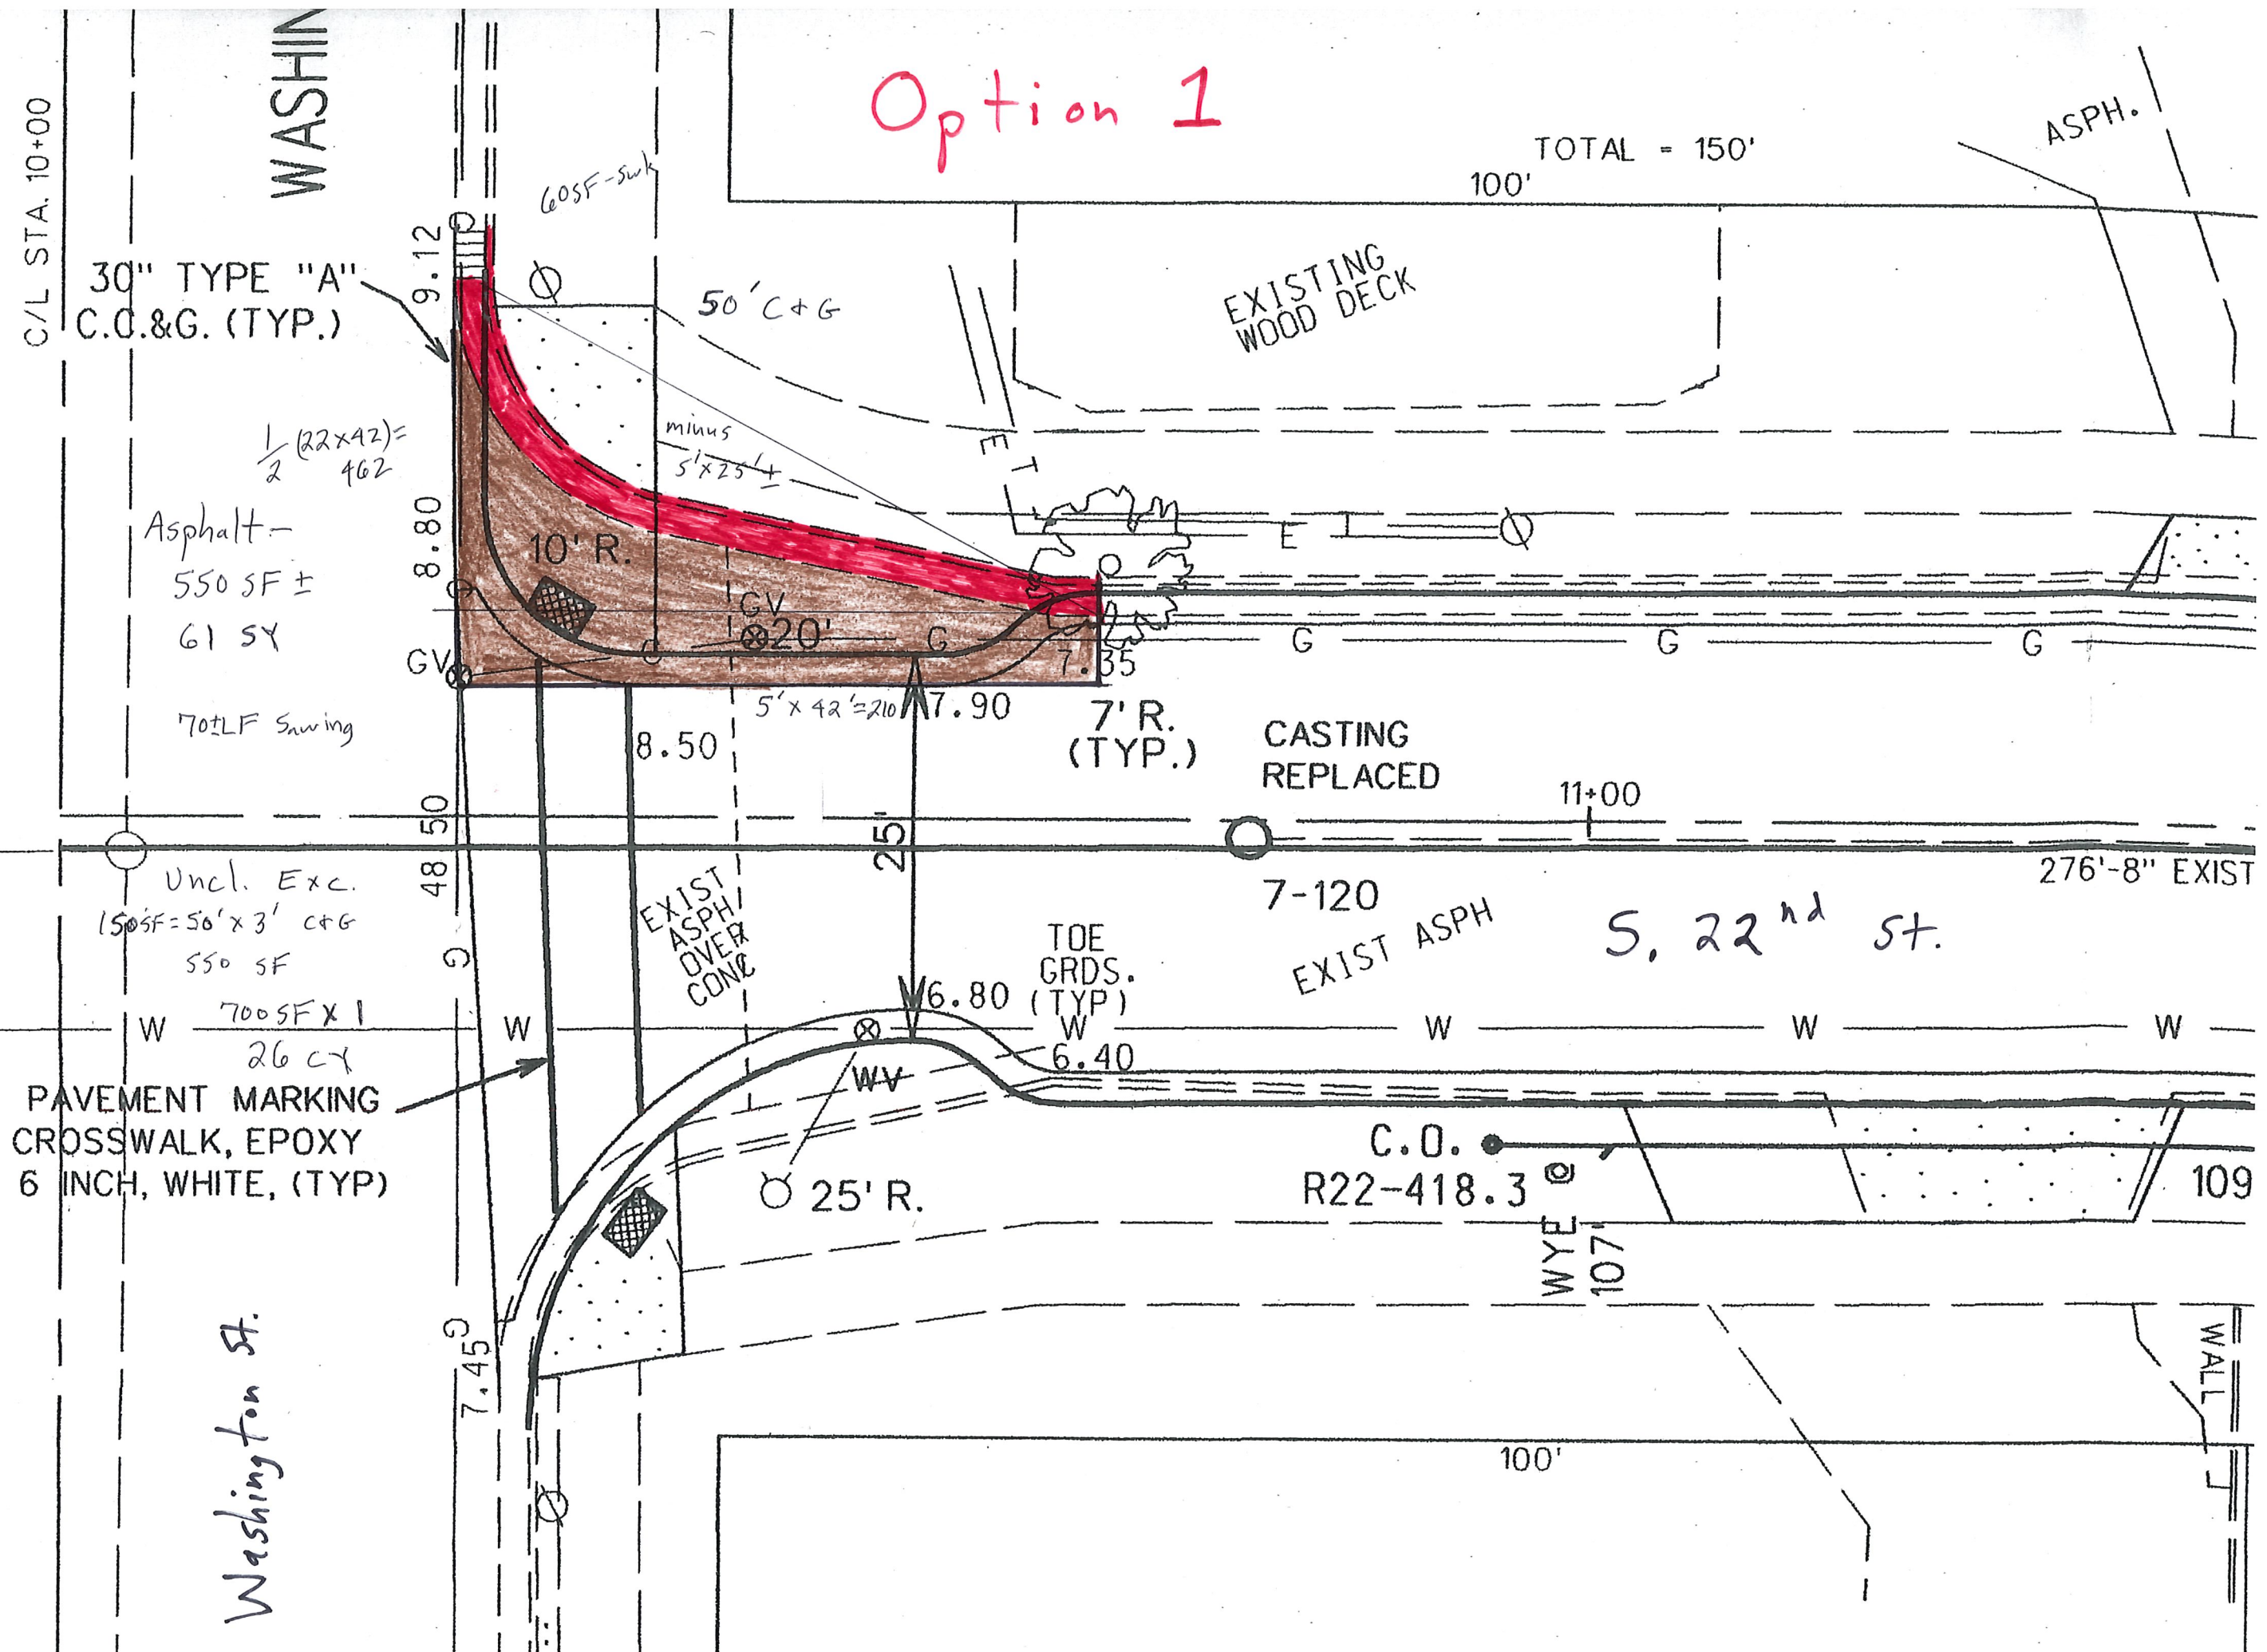 WASHIN
C/L STA. 10+00
Option 1
TOTAL = 150'
100'
ASPH.
60SF-swk
9.12
30" TYPE "A"
C.C.&G. (TYP.)
50' C+G
EXISTING
WOOD DECK
1/2 (22x42)=
462
minus
5'x25'±
E
T
E
Asphalt-
550 SF ±
61 SY
8.80
10' R.
GV
20'
G
G
G
G
GV
7.35
70±LF Sawing
5' x 42'=210
7.90
8.50
7' R.
(TYP.)
CASTING
REPLACED
11+00
50
48
25'
276'-8" EXIST
Uncl. Exc.
150SF=50'x3' C+G
550 SF
700SF X 1
26 CY
7-120
EXIST
ASPH
OVER
CONC
TOE
GRDS.
(TYP)
EXIST ASPH
S. 22nd St.
G
W
W
6.80
W
W
W
W
6.40
WV
PAVEMENT MARKING
CROSSWALK, EPOXY
6 INCH, WHITE, (TYP)
C.O.
R22-418.3
25' R.
109
WYE @
107'
G
7.45
WALL
Washington St.
100'